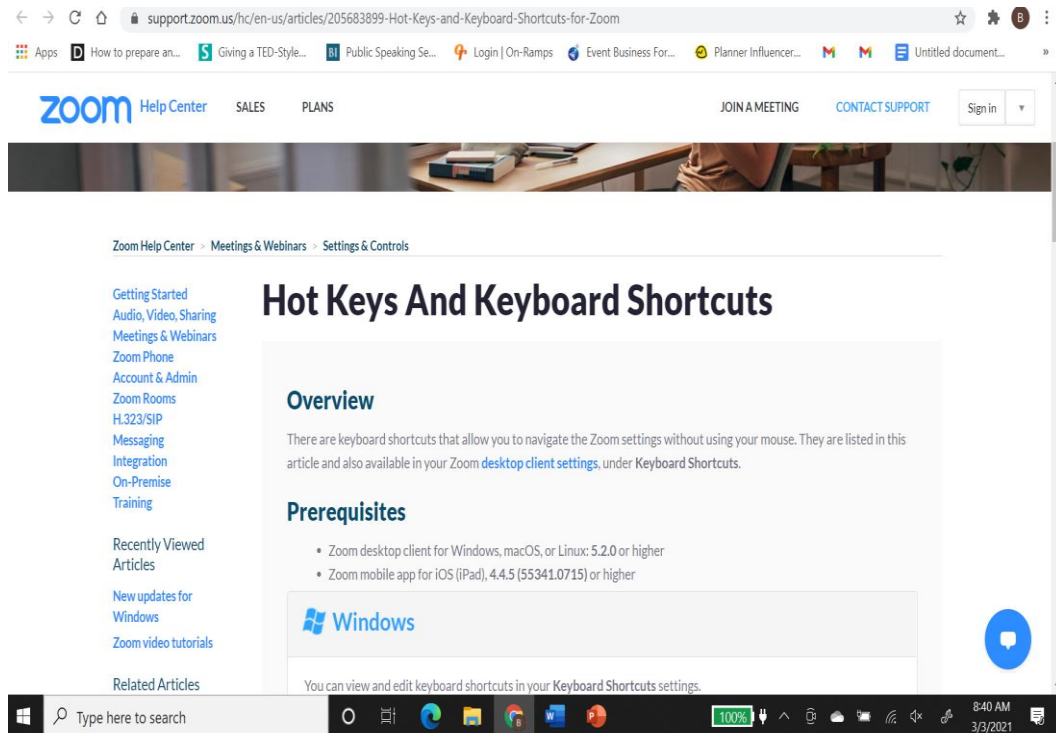 support.zoom.us/hc/en-us/articles/205683899-Hot-Keys-and-Keyboard-Shortcuts-for-Zoom
B
Apps D How to prepare an... S Giving a TED-Style... BI Public Speaking Se... Login | On-Ramps Event Business For... Planner Influencer... M M Untitled document... »
zoom Help Center SALES PLANS JOIN A MEETING CONTACT SUPPORT Sign in
Zoom Help Center > Meetings & Webinars > Settings & Controls
Getting Started
Audio, Video, Sharing
Meetings & Webinars
Zoom Phone
Account & Admin
Zoom Rooms
H.323/SIP
Messaging
Integration
On-Premise
Training
Recently Viewed
Articles
New updates for
Windows
Zoom video tutorials
Related Articles
Hot Keys And Keyboard Shortcuts
Overview
There are keyboard shortcuts that allow you to navigate the Zoom settings without using your mouse. They are listed in this
article and also available in your Zoom desktop client settings, under Keyboard Shortcuts.
Prerequisites
• Zoom desktop client for Windows, macOS, or Linux: 5.2.0 or higher
• Zoom mobile app for iOS (iPad), 4.4.5 (55341.0715) or higher
Windows
You can view and edit keyboard shortcuts in your Keyboard Shortcuts settings.
Type here to search W P 100% 8:40 AM
3/3/2021